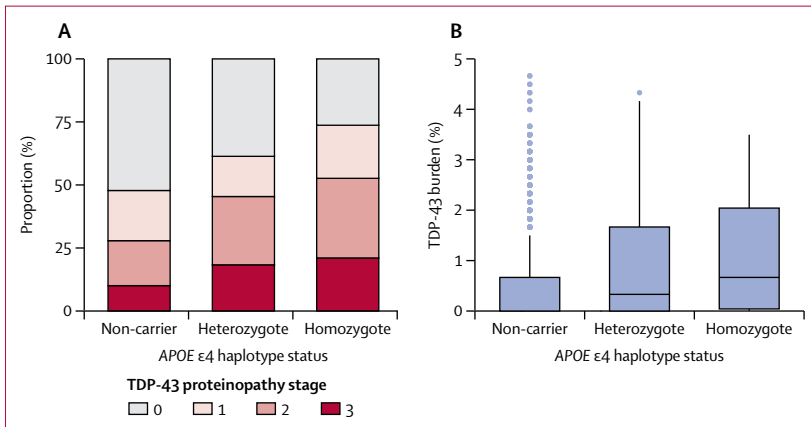 A
Proportion (%)
100
75
50
25
0
Non-carrier Heterozygote Homozygote
APOE ε4 haplotype status
TDP-43 proteinopathy stage
0 1 2 3
B
TDP-43 burden (%)
5
4
3
2
1
0
Non-carrier Heterozygote Homozygote
APOE ε4 haplotype status